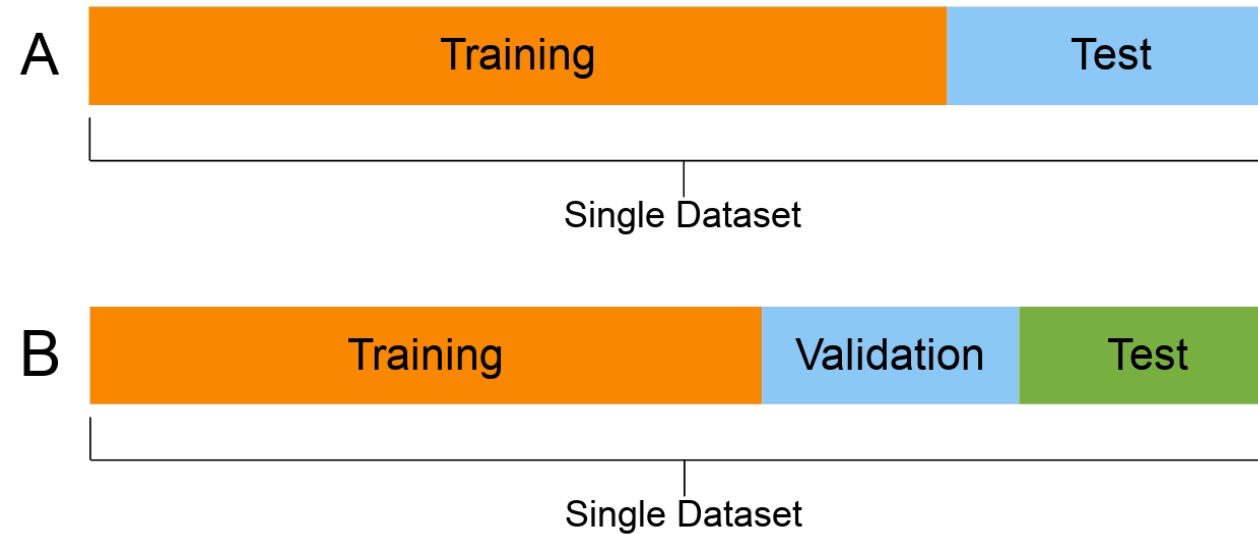 A
Training Test
Single Dataset
B
Training Validation Test
Single Dataset